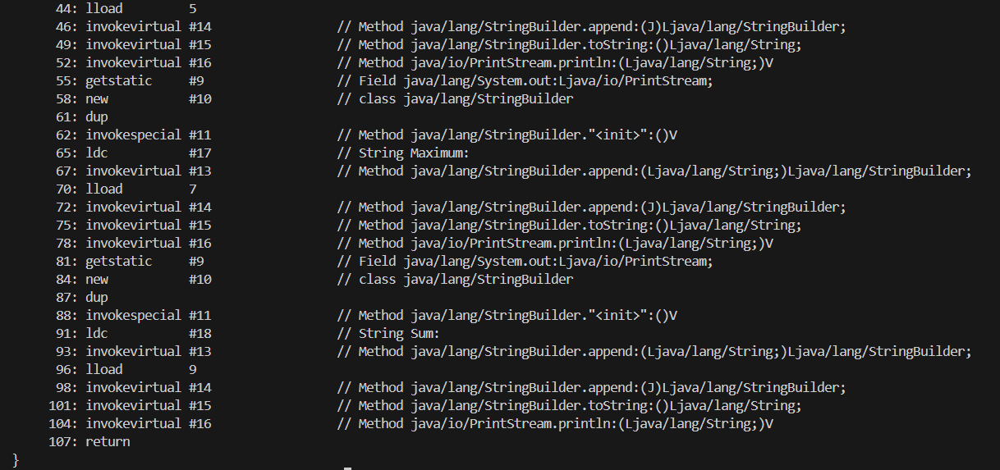 44: lload         5
46: invokevirtual #14                 // Method java/lang/StringBuilder.append:(J)Ljava/lang/StringBuilder;
49: invokevirtual #15                 // Method java/lang/StringBuilder.toString:()Ljava/lang/String;
52: invokevirtual #16                 // Method java/io/PrintStream.println:(Ljava/lang/String;)V
55: getstatic     #9                  // Field java/lang/System.out:Ljava/io/PrintStream;
58: new           #10                 // class java/lang/StringBuilder
61: dup
62: invokespecial #11                 // Method java/lang/StringBuilder."<init>":()V
65: ldc           #17                 // String Maximum:
67: invokevirtual #13                 // Method java/lang/StringBuilder.append:(Ljava/lang/String;)Ljava/lang/StringBuilder;
70: lload         7
72: invokevirtual #14                 // Method java/lang/StringBuilder.append:(J)Ljava/lang/StringBuilder;
75: invokevirtual #15                 // Method java/lang/StringBuilder.toString:()Ljava/lang/String;
78: invokevirtual #16                 // Method java/io/PrintStream.println:(Ljava/lang/String;)V
81: getstatic     #9                  // Field java/lang/System.out:Ljava/io/PrintStream;
84: new           #10                 // class java/lang/StringBuilder
87: dup
88: invokespecial #11                 // Method java/lang/StringBuilder."<init>":()V
91: ldc           #18                 // String Sum:
93: invokevirtual #13                 // Method java/lang/StringBuilder.append:(Ljava/lang/String;)Ljava/lang/StringBuilder;
96: lload         9
98: invokevirtual #14                 // Method java/lang/StringBuilder.append:(J)Ljava/lang/StringBuilder;
101: invokevirtual #15                 // Method java/lang/StringBuilder.toString:()Ljava/lang/String;
104: invokevirtual #16                 // Method java/io/PrintStream.println:(Ljava/lang/String;)V
107: return
}